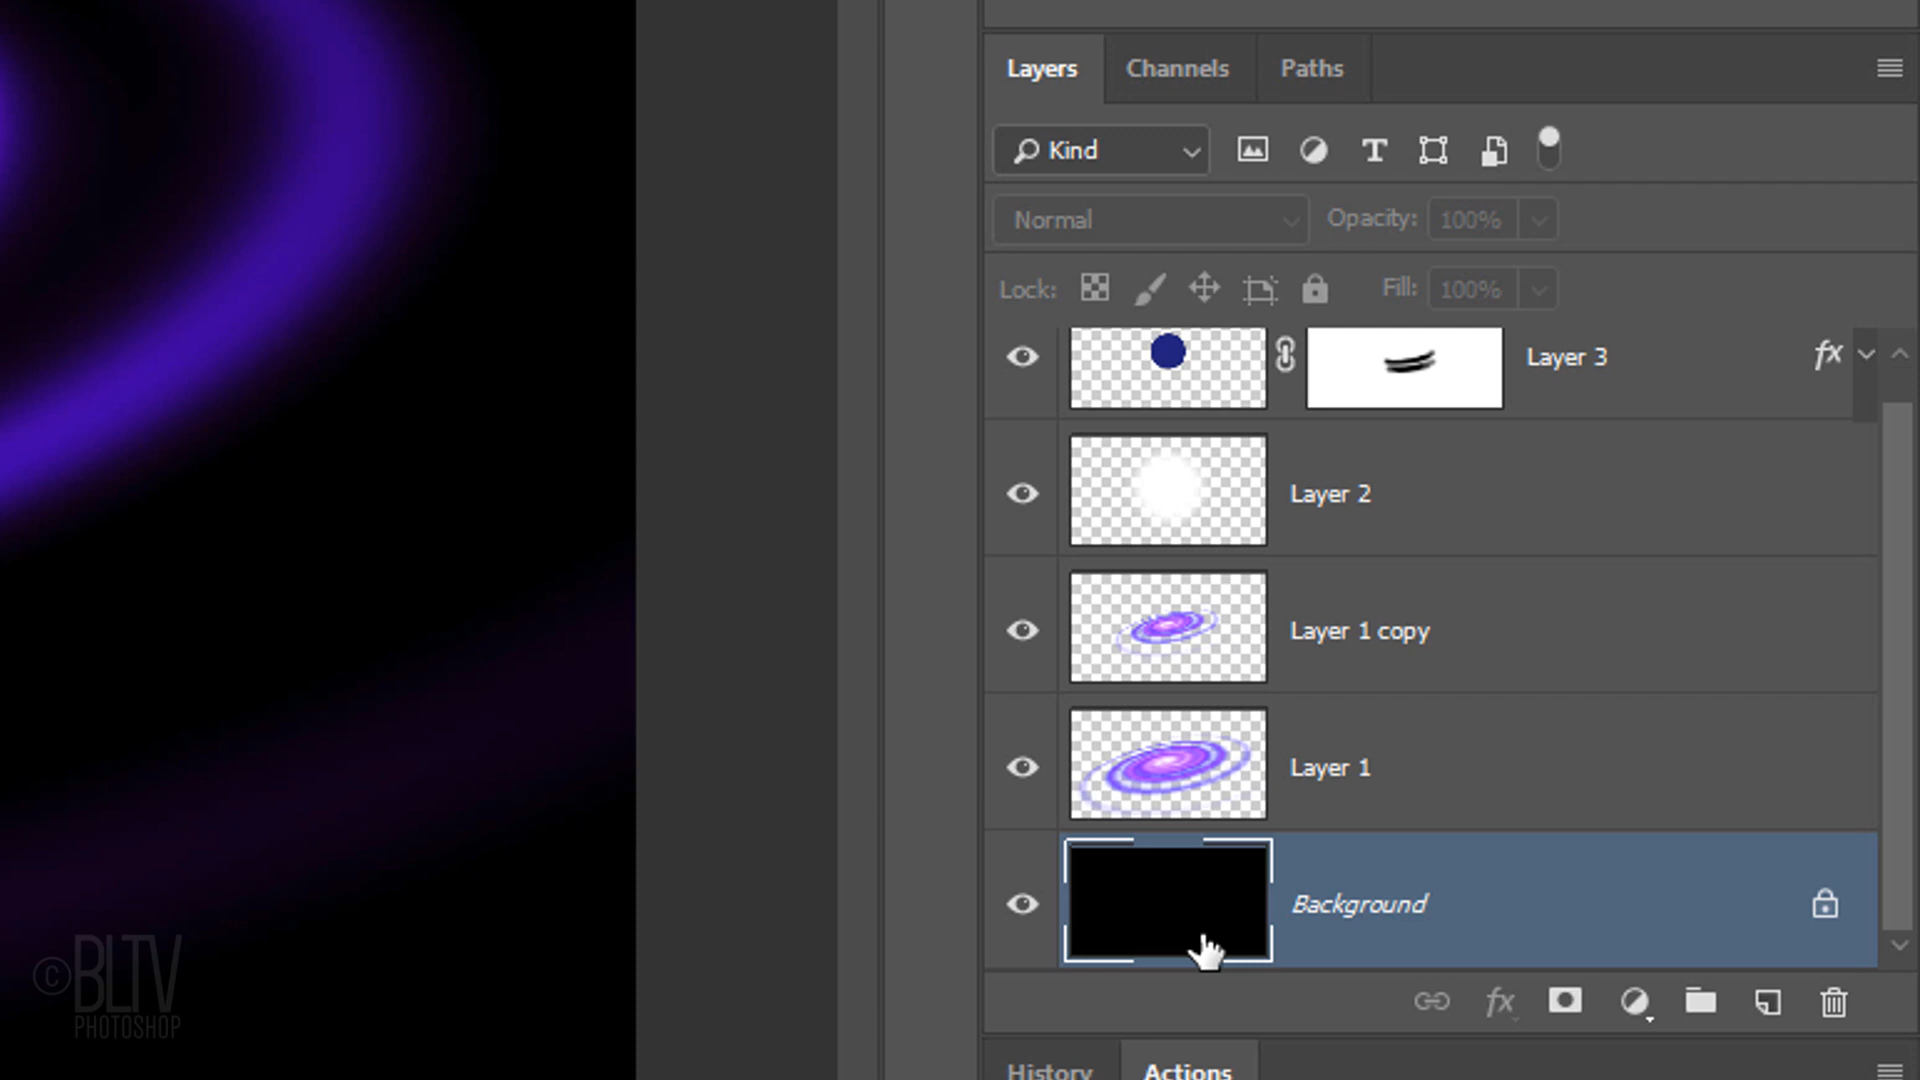 Layers Channels Paths
Kind
Normal Opacity: 100%
Lock: Fill: 100%
Layer 3 fx
Layer 2
Layer 1 copy
Layer 1
Background
fx
© BLTV
PHOTOSHOP
History Actions